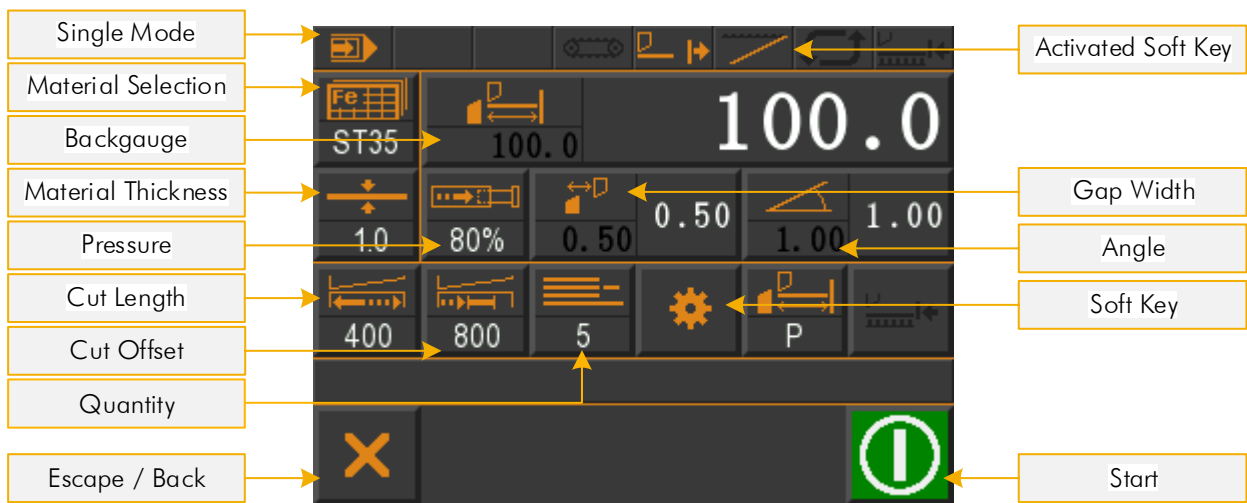 Single Mode
Material Selection
Backgauge
Material Thickness
Pressure
Cut Length
Cut Offset
Quantity
Escape / Back
Fe
ST35
100.0
100.0
1.0
80%
0.50
0.50
1.00
1.00
400
800
5
P
Activated Soft Key
Gap Width
Angle
Soft Key
Start